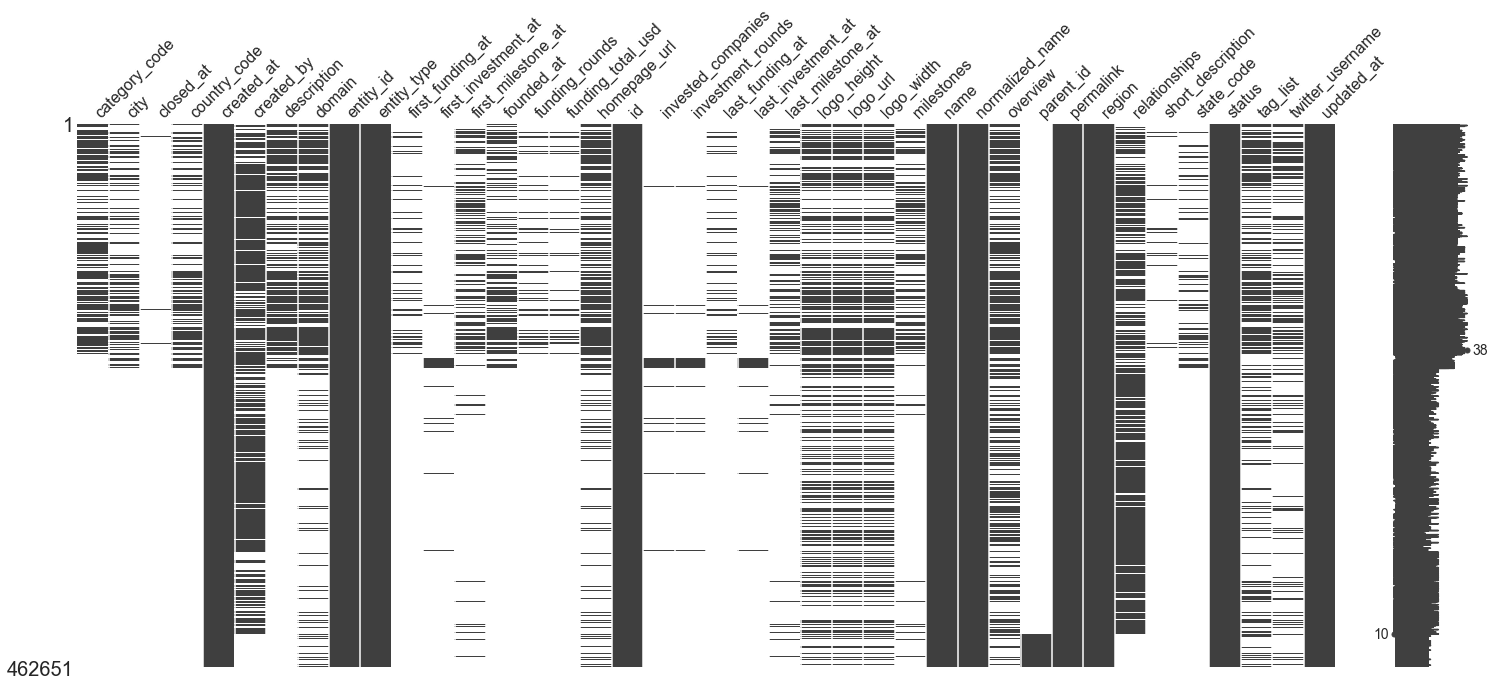 category_code
city
closed_at
country_code
created_at
created_by
description
domain
entity_id
entity_type
first_funding_at
first_investment_at
first_milestone_at
founded_at
funding_rounds
funding_total_usd
homepage_url
id
invested_companies
investment_rounds
last_funding_at
last_investment_at
last_milestone_at
logo_height
logo_url
logo_width
milestones
name
normalized_name
overview
parent_id
permalink
region
relationships
short_description
state_code
status
tag_list
twitter_username
updated_at
1
38
10
462651